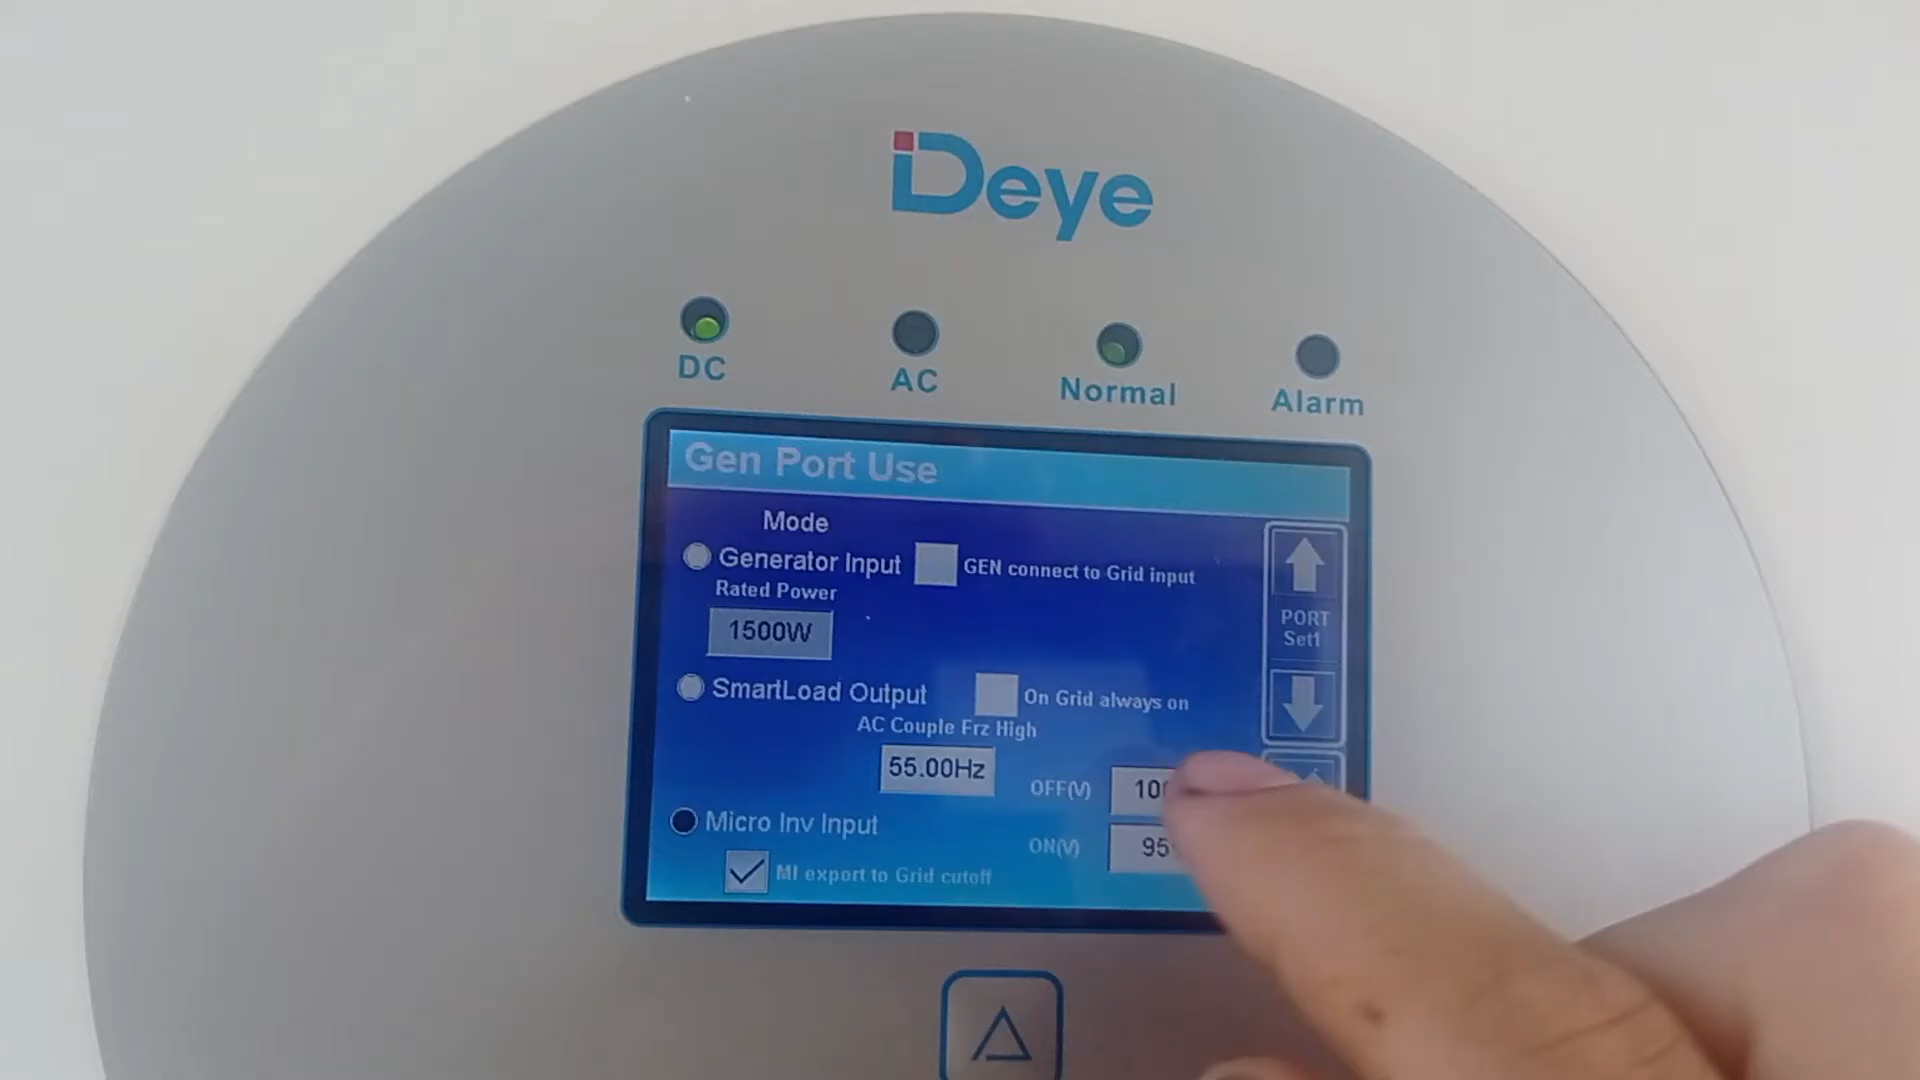 Deye
DC AC Normal Alarm
Gen Port Use
Mode
Generator Input GEN connect to Grid input
Rated Power
1500W
PORT
Set1
SmartLoad Output On Grid always on
AC Couple Frz High
55.00Hz
OFF(V)
Micro Inv Input
ON(V) 95
MI export to Grid cutoff